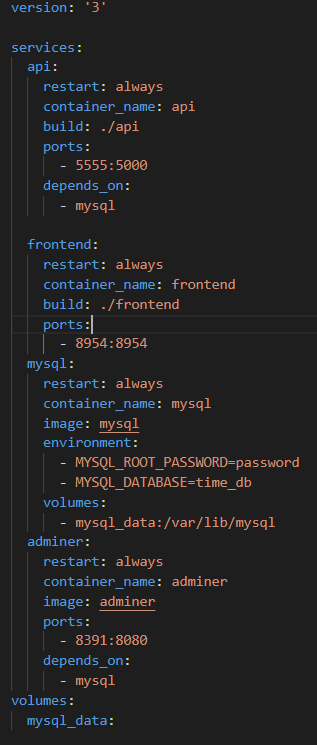 version: '3'

services:
  api:
    restart: always
    container_name: api
    build: ./api
    ports:
      - 5555:5000
    depends_on:
      - mysql

  frontend:
    restart: always
    container_name: frontend
    build: ./frontend
    ports:
      - 8954:8954
  mysql:
    restart: always
    container_name: mysql
    image: mysql
    environment:
      - MYSQL_ROOT_PASSWORD=password
      - MYSQL_DATABASE=time_db
    volumes:
      - mysql_data:/var/lib/mysql
  adminer:
    restart: always
    container_name: adminer
    image: adminer
    ports:
      - 8391:8080
    depends_on:
      - mysql
volumes:
  mysql_data: